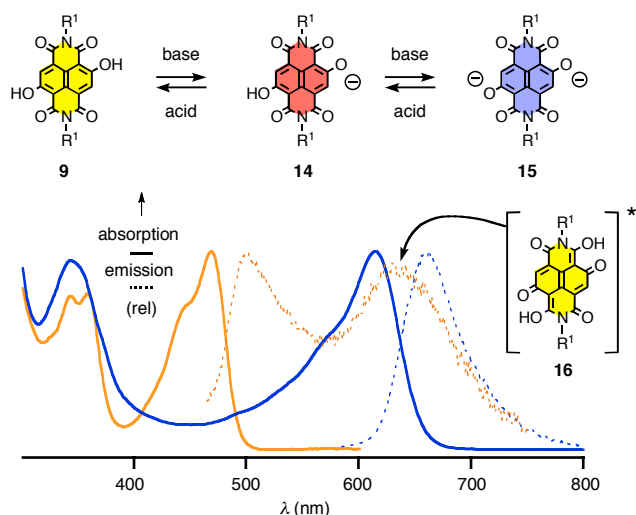 R¹ R¹ R¹
O N O O N O O N O
OH base O base O
⊖ ⊖ ⊖
HO acid HO acid O
O N O O N O O N O
R¹ R¹ R¹
9 14 15
absorption
emission
(rel)
*
R¹
O N OH
O
O
HO N O
R¹
16
400 500 600 700 800
λ (nm)